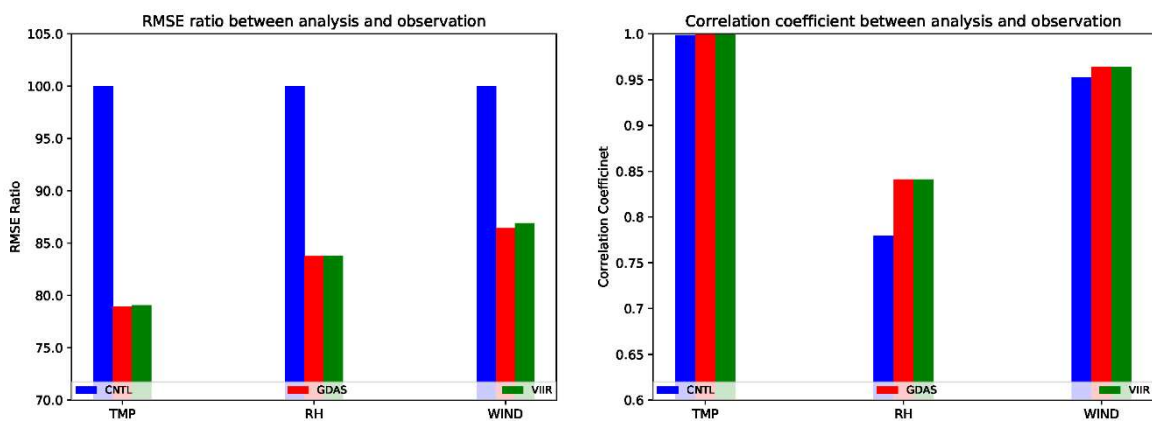 RMSE ratio between analysis and observation
105.0
100.0
95.0
90.0
85.0
80.0
75.0
70.0
RMSE Ratio
CNTL GDAS VIIR
TMP RH WIND
Correlation coefficient between analysis and observation
1.0
0.95
0.9
0.85
0.8
0.75
0.7
0.65
0.6
Correlation Coefficinet
CNTL GDAS VIIR
TMP RH WIND